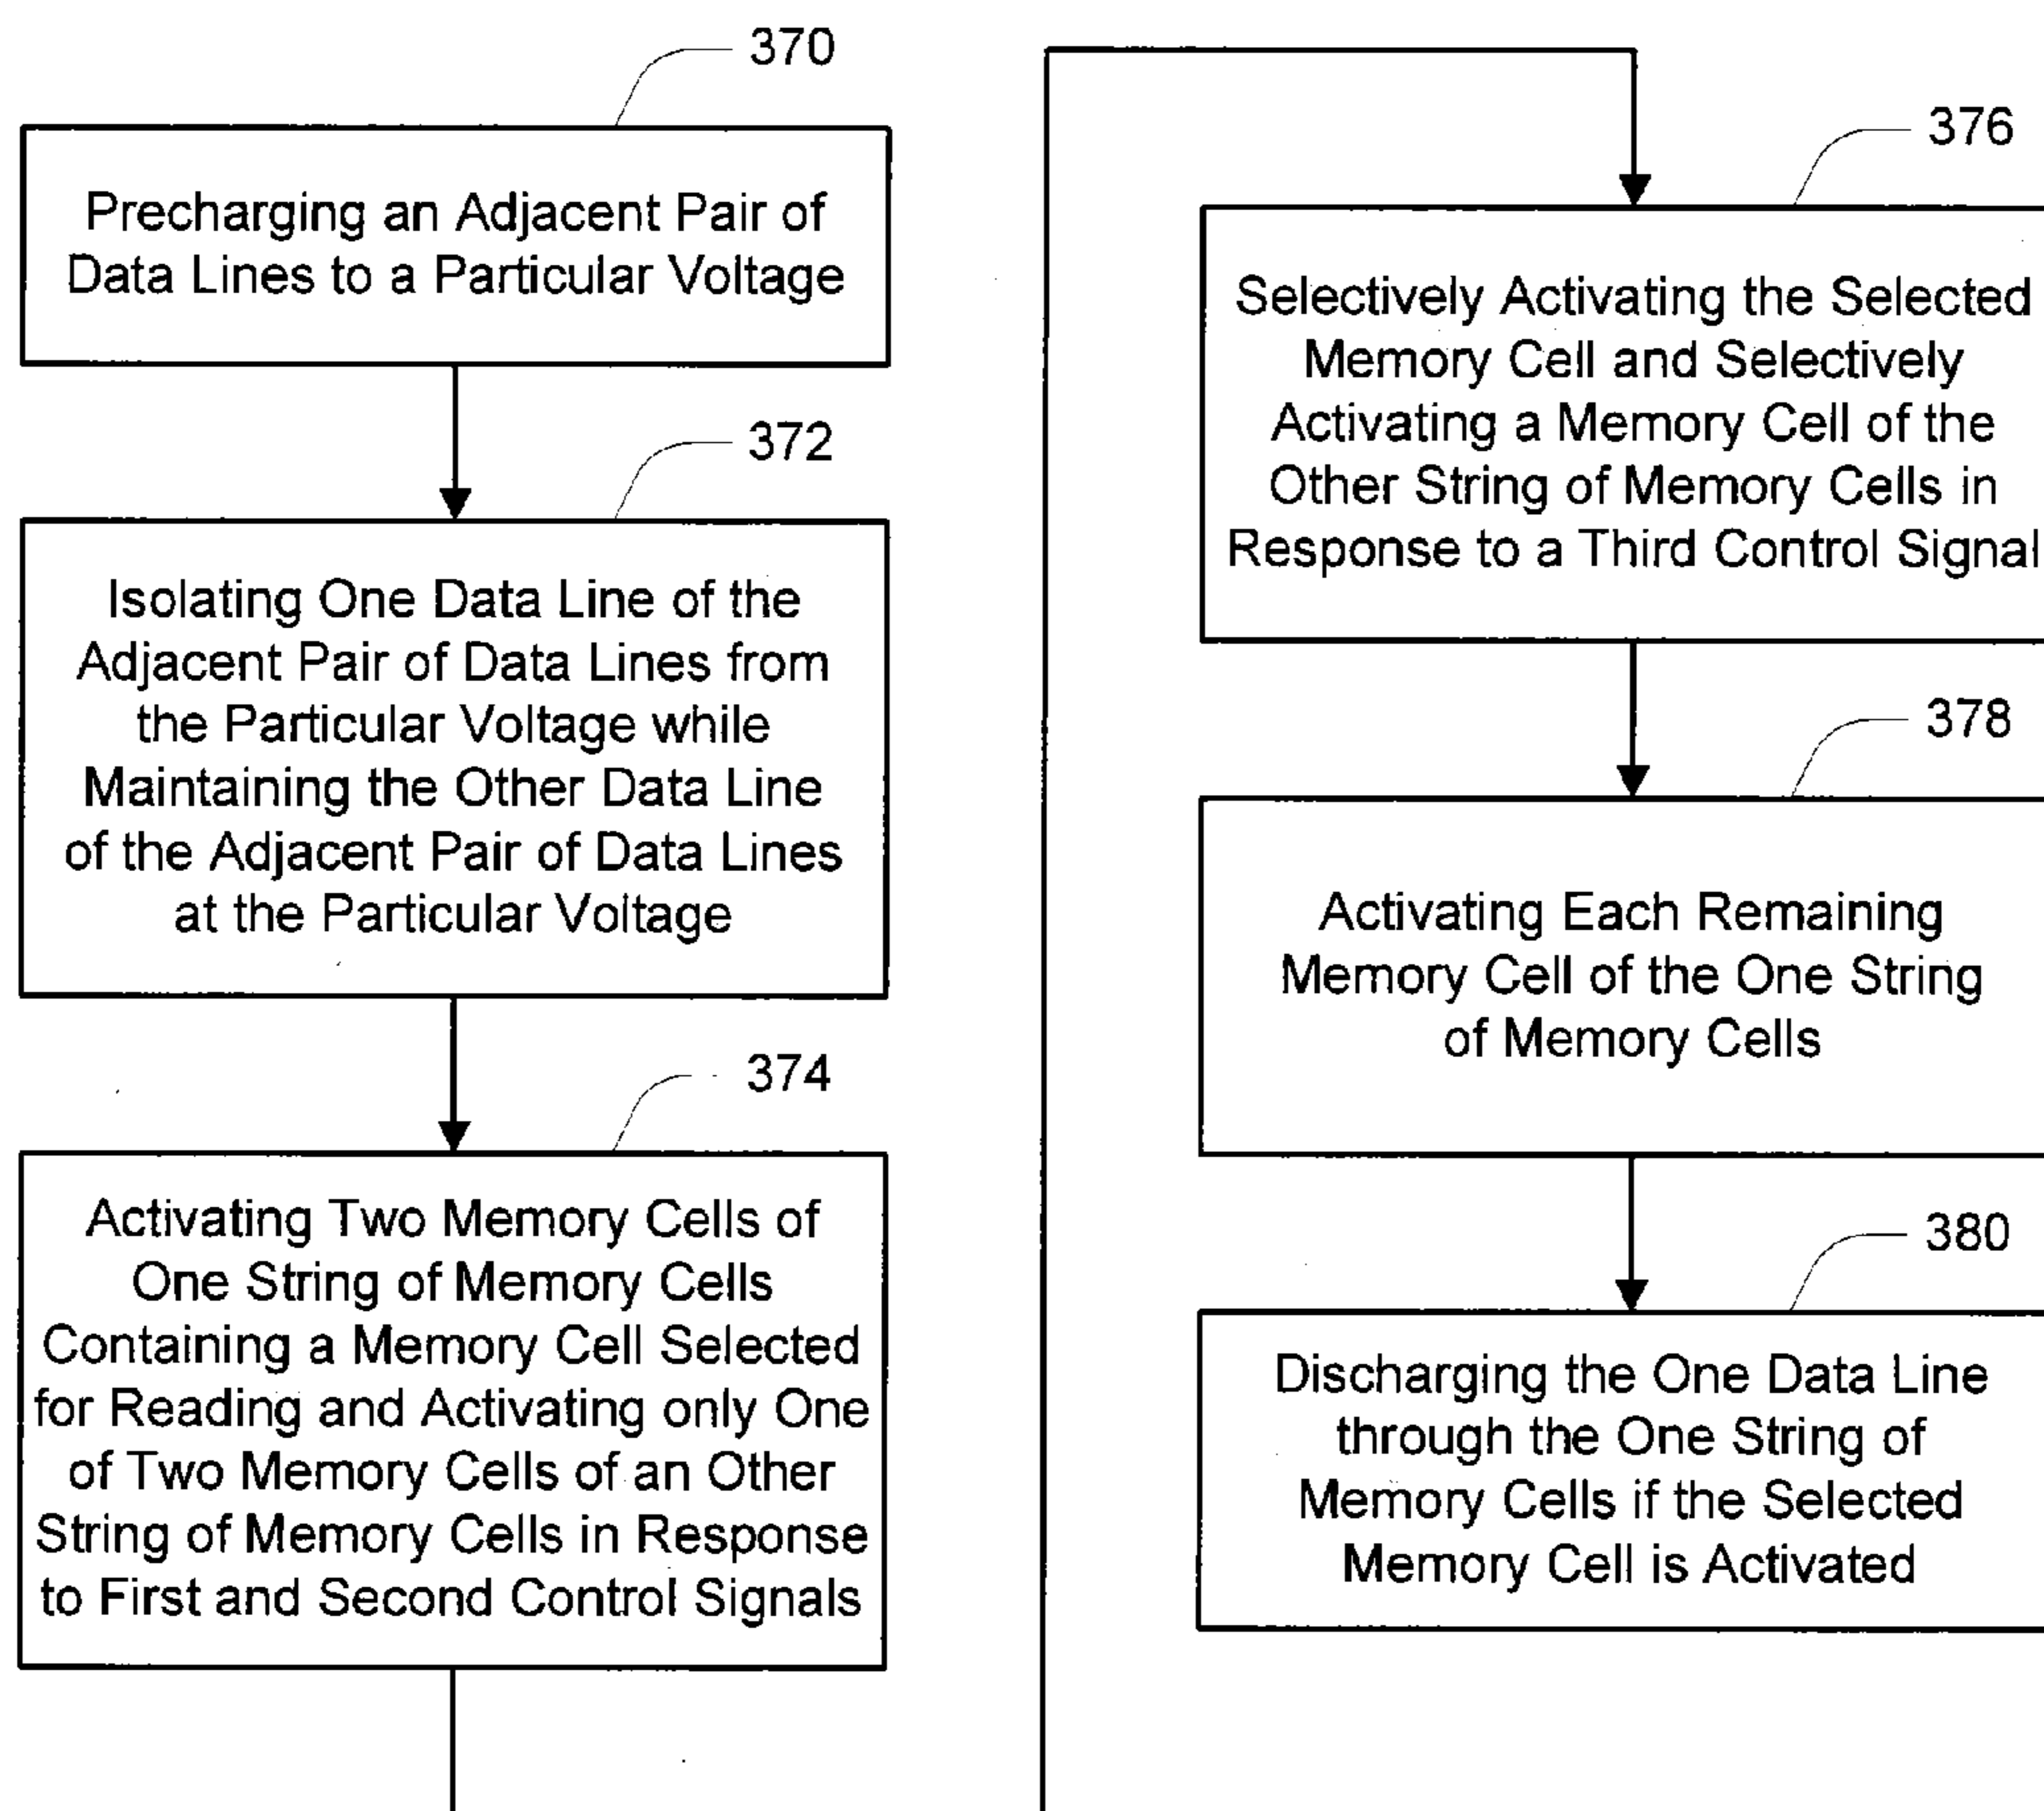 370
Precharging an Adjacent Pair of
Data Lines to a Particular Voltage
372
Isolating One Data Line of the
Adjacent Pair of Data Lines from
the Particular Voltage while
Maintaining the Other Data Line
of the Adjacent Pair of Data Lines
at the Particular Voltage
374
Activating Two Memory Cells of
One String of Memory Cells
Containing a Memory Cell Selected
for Reading and Activating only One
of Two Memory Cells of an Other
String of Memory Cells in Response
to First and Second Control Signals
376
Selectively Activating the Selected
Memory Cell and Selectively
Activating a Memory Cell of the
Other String of Memory Cells in
Response to a Third Control Signal
378
Activating Each Remaining
Memory Cell of the One String
of Memory Cells
380
Discharging the One Data Line
through the One String of
Memory Cells if the Selected
Memory Cell is Activated